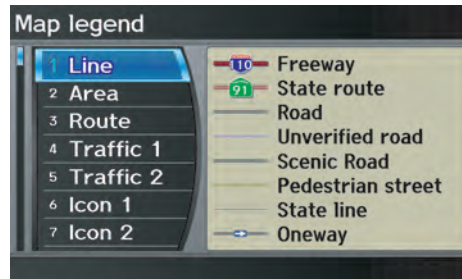 Map legend
1 Line
2 Area
3 Route
4 Traffic 1
5 Traffic 2
6 Icon 1
7 Icon 2
110 Freeway
91 State route
Road
Unverified road
Scenic Road
Pedestrian street
State line
Oneway